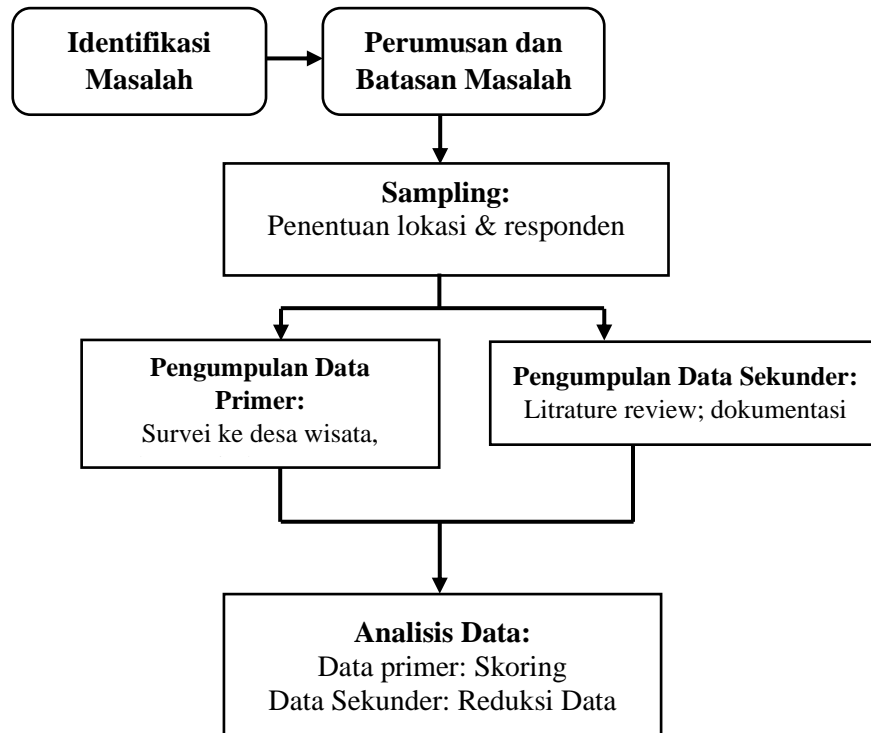 Identifikasi
Masalah
Perumusan dan
Batasan Masalah
Sampling:
Penentuan lokasi & responden
Pengumpulan Data
Primer:
Survei ke desa wisata,
Pengumpulan Data Sekunder:
Litrature review; dokumentasi
Analisis Data:
Data primer: Skoring
Data Sekunder: Reduksi Data